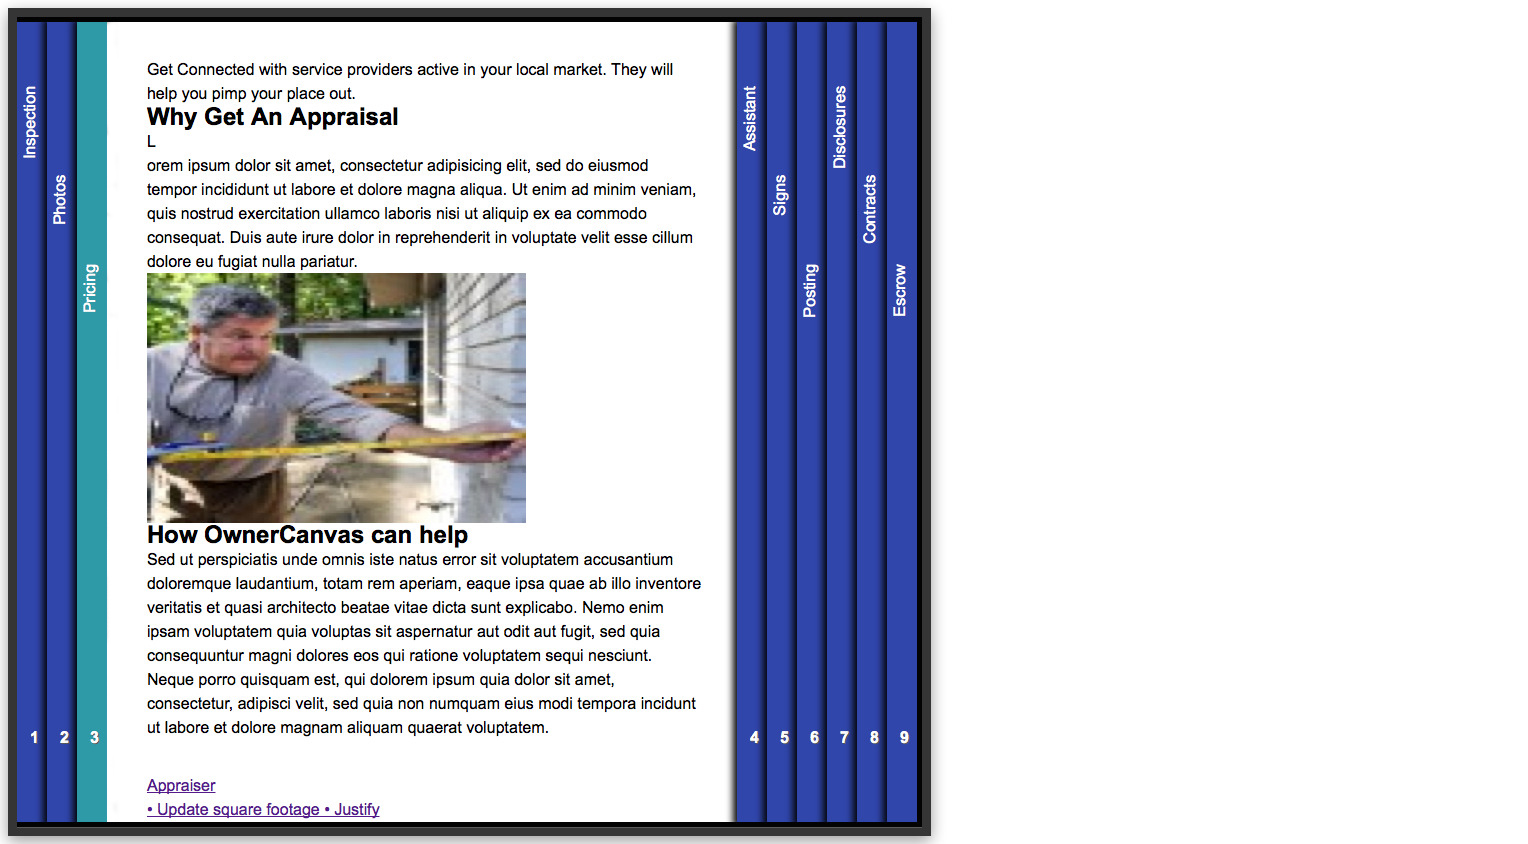 Inspection
1
Photos
2
Pricing
3
Get Connected with service providers active in your local market. They will
help you pimp your place out.
Why Get An Appraisal
L
orem ipsum dolor sit amet, consectetur adipisicing elit, sed do eiusmod
tempor incididunt ut labore et dolore magna aliqua. Ut enim ad minim veniam,
quis nostrud exercitation ullamco laboris nisi ut aliquip ex ea commodo
consequat. Duis aute irure dolor in reprehenderit in voluptate velit esse cillum
dolore eu fugiat nulla pariatur.
How OwnerCanvas can help
Sed ut perspiciatis unde omnis iste natus error sit voluptatem accusantium
doloremque laudantium, totam rem aperiam, eaque ipsa quae ab illo inventore
veritatis et quasi architecto beatae vitae dicta sunt explicabo. Nemo enim
ipsam voluptatem quia voluptas sit aspernatur aut odit aut fugit, sed quia
consequuntur magni dolores eos qui ratione voluptatem sequi nesciunt.
Neque porro quisquam est, qui dolorem ipsum quia dolor sit amet,
consectetur, adipisci velit, sed quia non numquam eius modi tempora incidunt
ut labore et dolore magnam aliquam quaerat voluptatem.
Appraiser
• Update square footage • Justify
Assistant
4
Signs
5
Posting
6
Disclosures
7
Contracts
8
Escrow
9